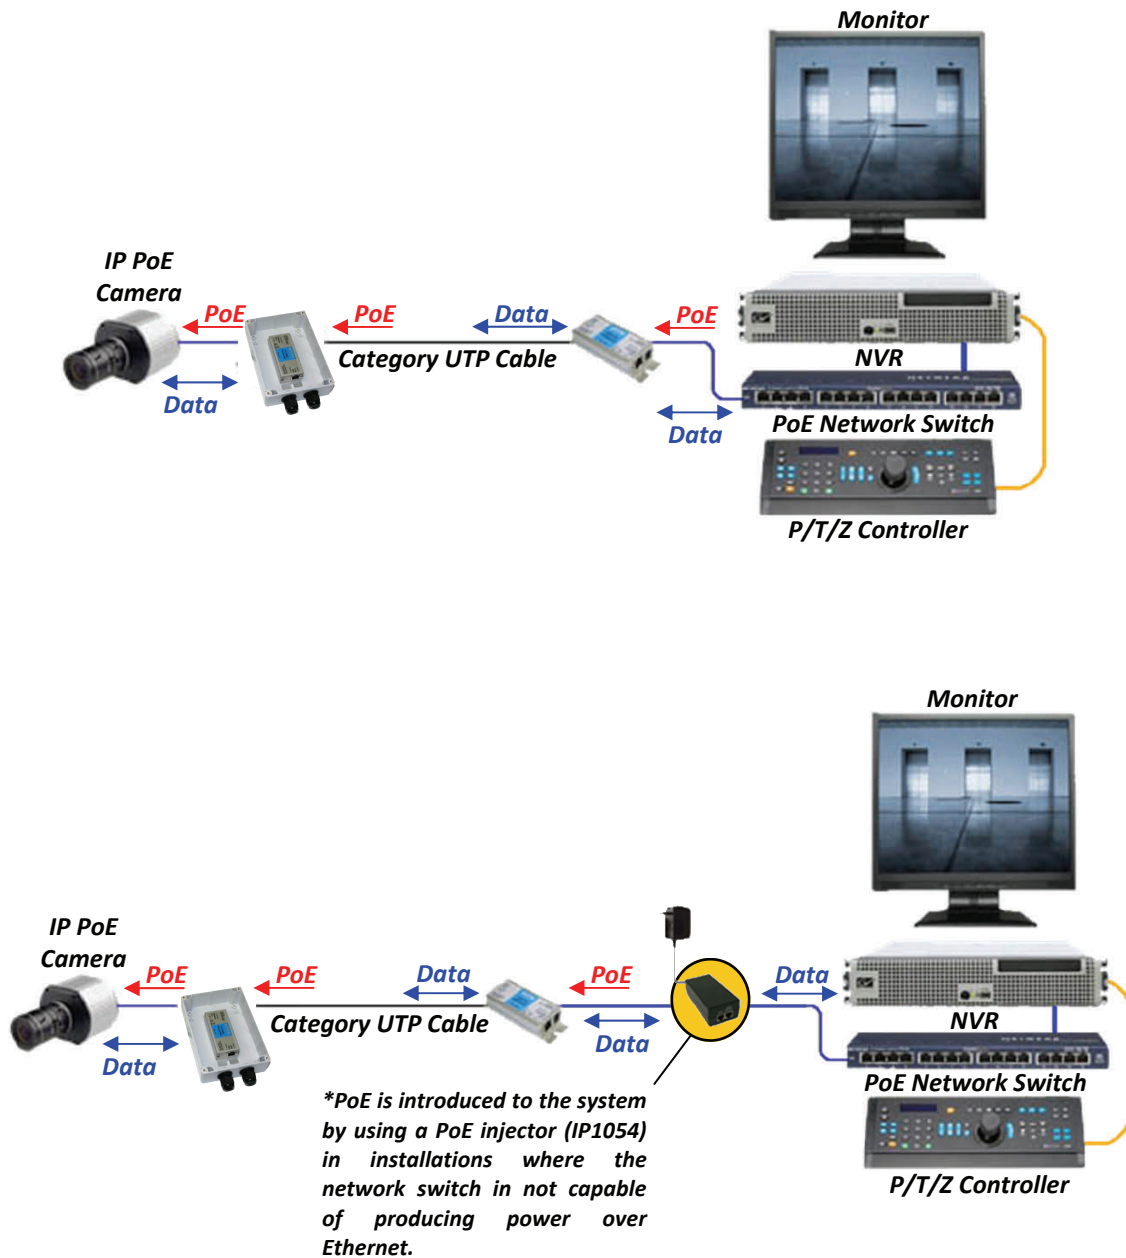 Monitor
IP PoE
Camera
PoE
PoE
Data
PoE
Category UTP Cable
NVR
Data
Data
PoE Network Switch
P/T/Z Controller
Monitor
IP PoE
Camera
PoE
PoE
Data
PoE
Data
Category UTP Cable
NVR
Data
Data
PoE Network Switch
*PoE is introduced to the system
by using a PoE injector (IP1054)
in installations where the
network switch in not capable
of producing power over
Ethernet.
P/T/Z Controller